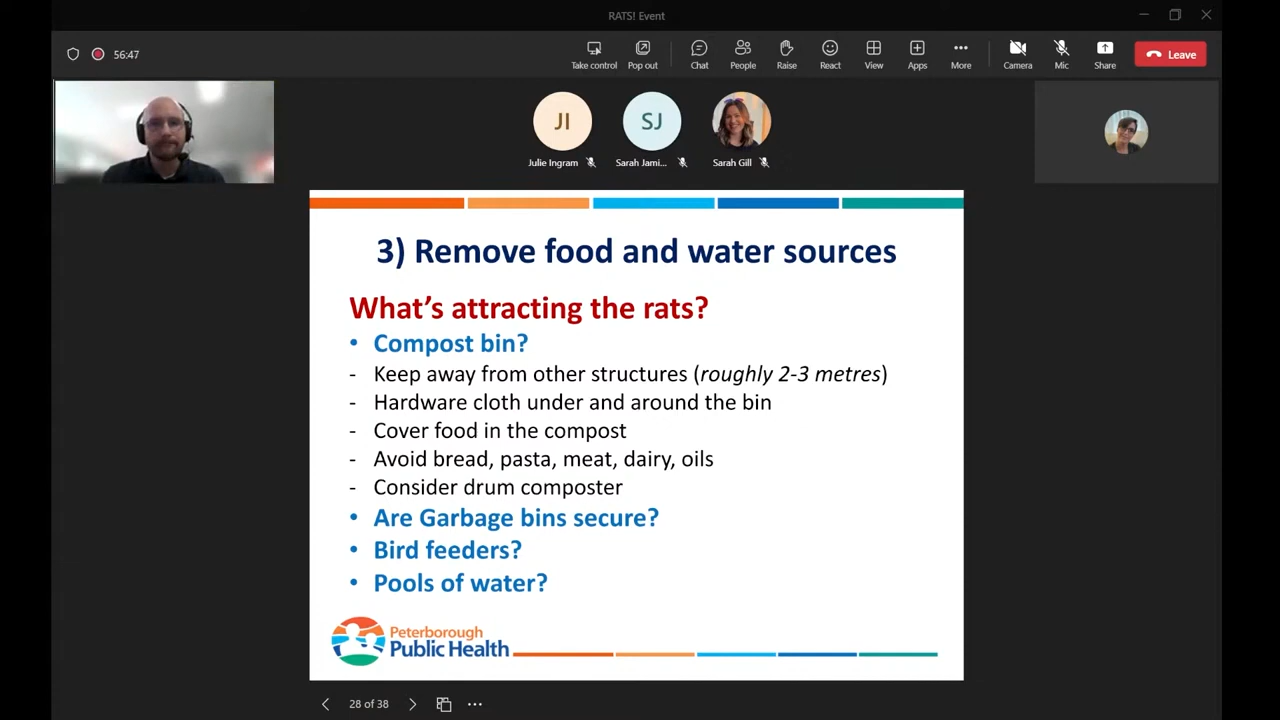 RATS! Event
56:47
Take control
Pop out
Chat
People
Raise
React
View
Apps
More
Camera
Mic
Share
Leave
JI
SJ
Julie Ingram
Sarah Jami...
Sarah Gill
3) Remove food and water sources
What's attracting the rats?
• Compost bin?
- Keep away from other structures (roughly 2-3 metres)
- Hardware cloth under and around the bin
- Cover food in the compost
- Avoid bread, pasta, meat, dairy, oils
- Consider drum composter
• Are Garbage bins secure?
• Bird feeders?
• Pools of water?
Peterborough
Public Health
28 of 38